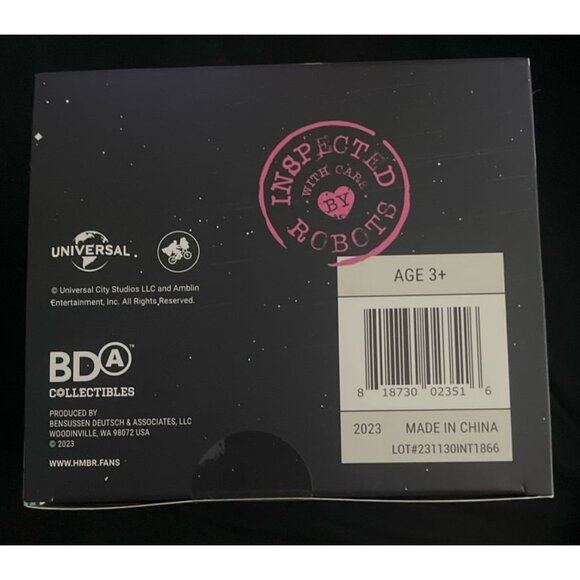 INSPECTED
WITH CARE
BY
ROBOTS
UNIVERSAL
© Universal City Studios LLC and Amblin
Entertainment, Inc. All Rights Reserved.
BDA™
COLLECTIBLES
PRODUCED BY
BENSUSSEN DEUTSCH & ASSOCIATES, LLC
WOODINVILLE, WA 98072 USA
© 2023
WWW.HMBR.FANS
AGE 3+
8 18730 02351 6
2023 MADE IN CHINA
LOT#231130INT1866